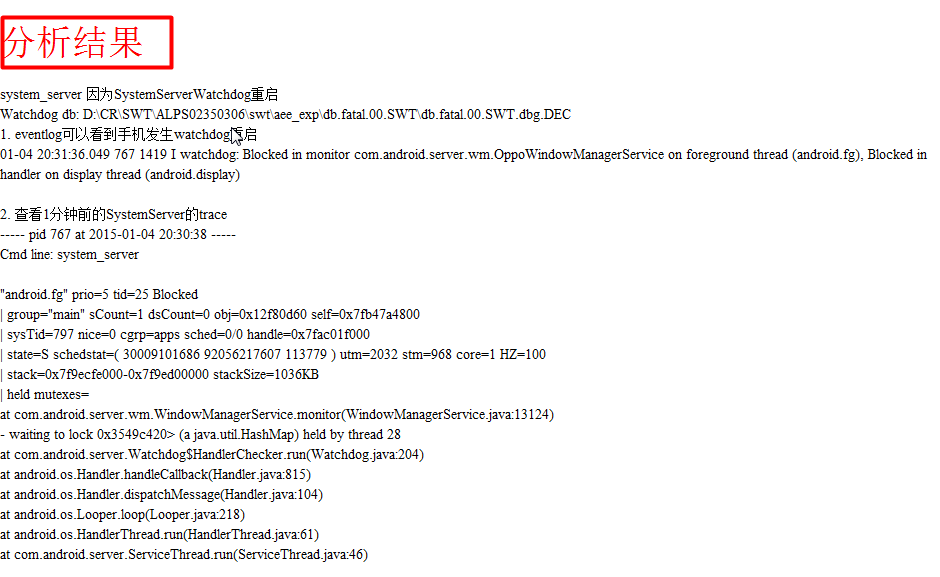 分析结果
system_server 因为SystemServerWatchdog重启
Watchdog db: D:\CR\SWT\ALPS02350306\swt\aee_exp\db.fatal.00.SWT\db.fatal.00.SWT.dbg.DEC
1. eventlog可以看到手机发生watchdog重启
01-04 20:31:36.049 767 1419 I watchdog: Blocked in monitor com.android.server.wm.OppoWindowManagerService on foreground thread (android.fg), Blocked in
handler on display thread (android.display)
2. 查看1分钟前的SystemServer的trace
----- pid 767 at 2015-01-04 20:30:38 -----
Cmd line: system_server
"android.fg" prio=5 tid=25 Blocked
| group="main" sCount=1 dsCount=0 obj=0x12f80d60 self=0x7fb47a4800
| sysTid=797 nice=0 cgrp=apps sched=0/0 handle=0x7fac01f000
| state=S schedstat=( 30009101686 92056217607 113779 ) utm=2032 stm=968 core=1 HZ=100
| stack=0x7f9ecfe000-0x7f9ed00000 stackSize=1036KB
| held mutexes=
at com.android.server.wm.WindowManagerService.monitor(WindowManagerService.java:13124)
- waiting to lock 0x3549c420> (a java.util.HashMap) held by thread 28
at com.android.server.Watchdog$HandlerChecker.run(Watchdog.java:204)
at android.os.Handler.handleCallback(Handler.java:815)
at android.os.Handler.dispatchMessage(Handler.java:104)
at android.os.Looper.loop(Looper.java:218)
at android.os.HandlerThread.run(HandlerThread.java:61)
at com.android.server.ServiceThread.run(ServiceThread.java:46)